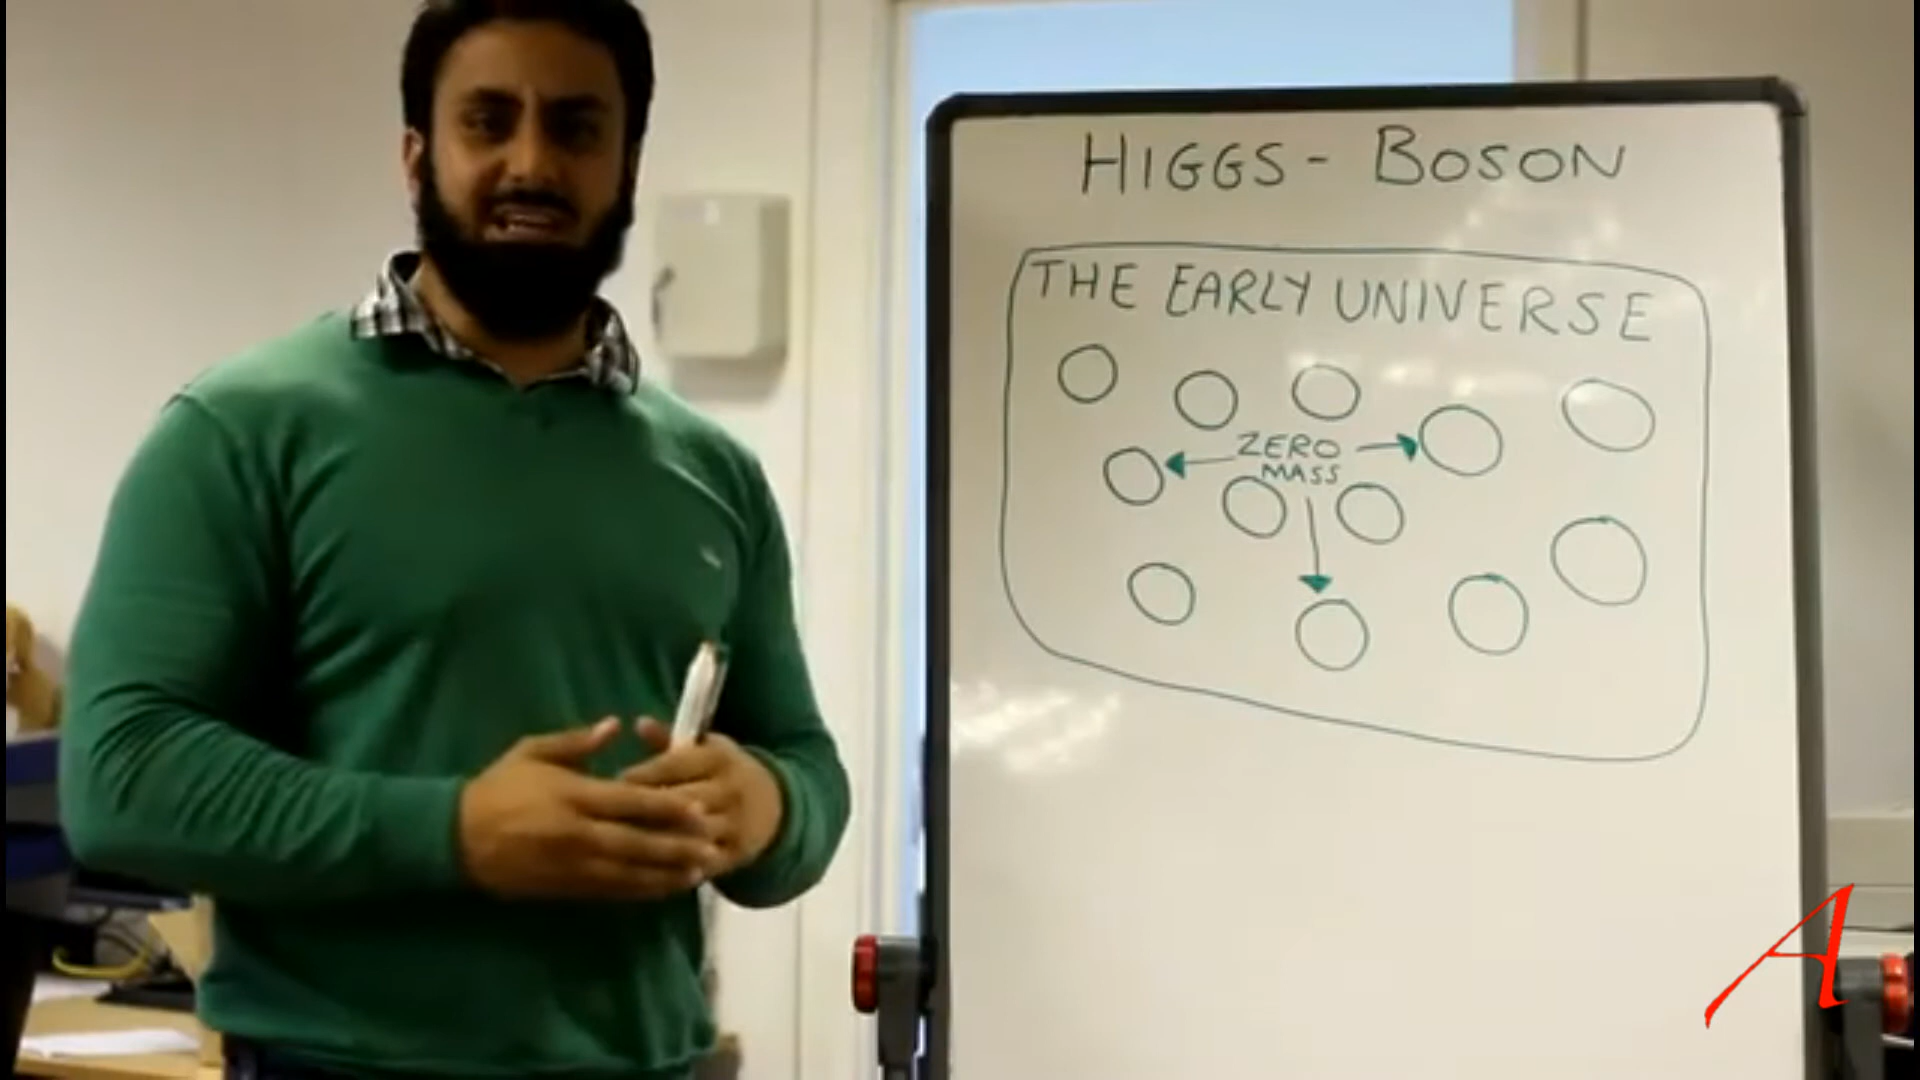 HIGGS - BOSON
THE EARLY UNIVERSE
ZERO
MASS
A